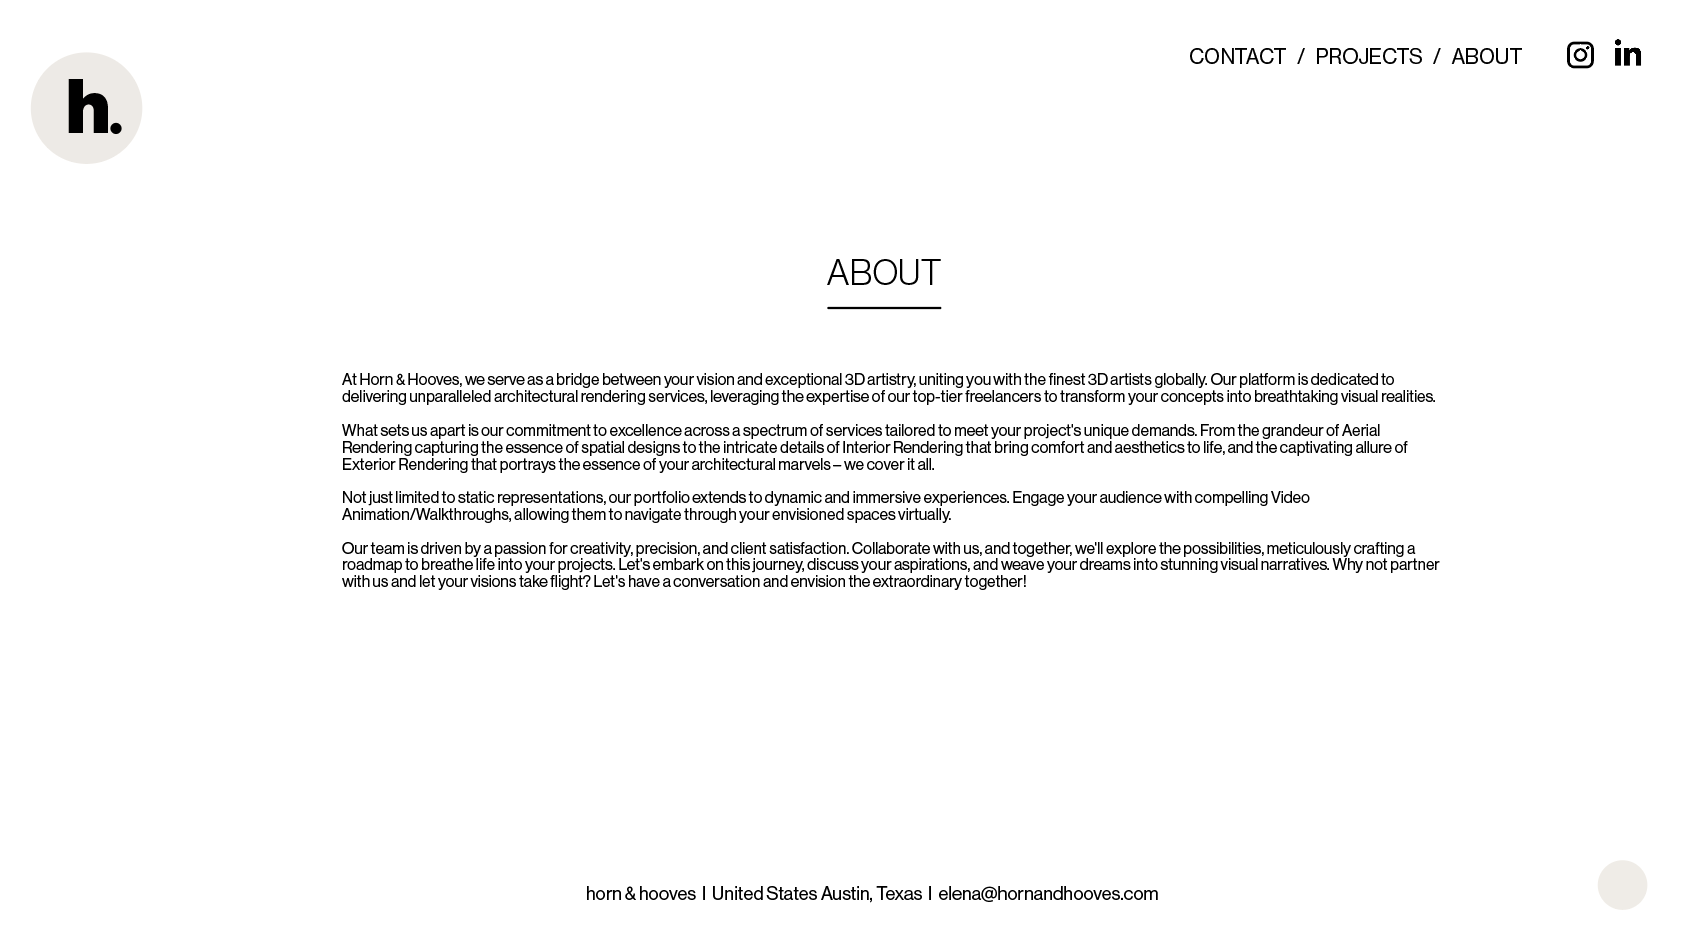 h.
CONTACT / PROJECTS / ABOUT
in
ABOUT
At Horn & Hooves, we serve as a bridge between your vision and exceptional 3D artistry, uniting you with the finest 3D artists globally. Our platform is dedicated to
delivering unparalleled architectural rendering services, leveraging the expertise of our top-tier freelancers to transform your concepts into breathtaking visual realities.
What sets us apart is our commitment to excellence across a spectrum of services tailored to meet your project's unique demands. From the grandeur of Aerial
Rendering capturing the essence of spatial designs to the intricate details of Interior Rendering that bring comfort and aesthetics to life, and the captivating allure of
Exterior Rendering that portrays the essence of your architectural marvels – we cover it all.
Not just limited to static representations, our portfolio extends to dynamic and immersive experiences. Engage your audience with compelling Video
Animation/Walkthroughs, allowing them to navigate through your envisioned spaces virtually.
Our team is driven by a passion for creativity, precision, and client satisfaction. Collaborate with us, and together, we'll explore the possibilities, meticulously crafting a
roadmap to breathe life into your projects. Let's embark on this journey, discuss your aspirations, and weave your dreams into stunning visual narratives. Why not partner
with us and let your visions take flight? Let's have a conversation and envision the extraordinary together!
horn & hooves | United States Austin, Texas | elena@hornandhooves.com